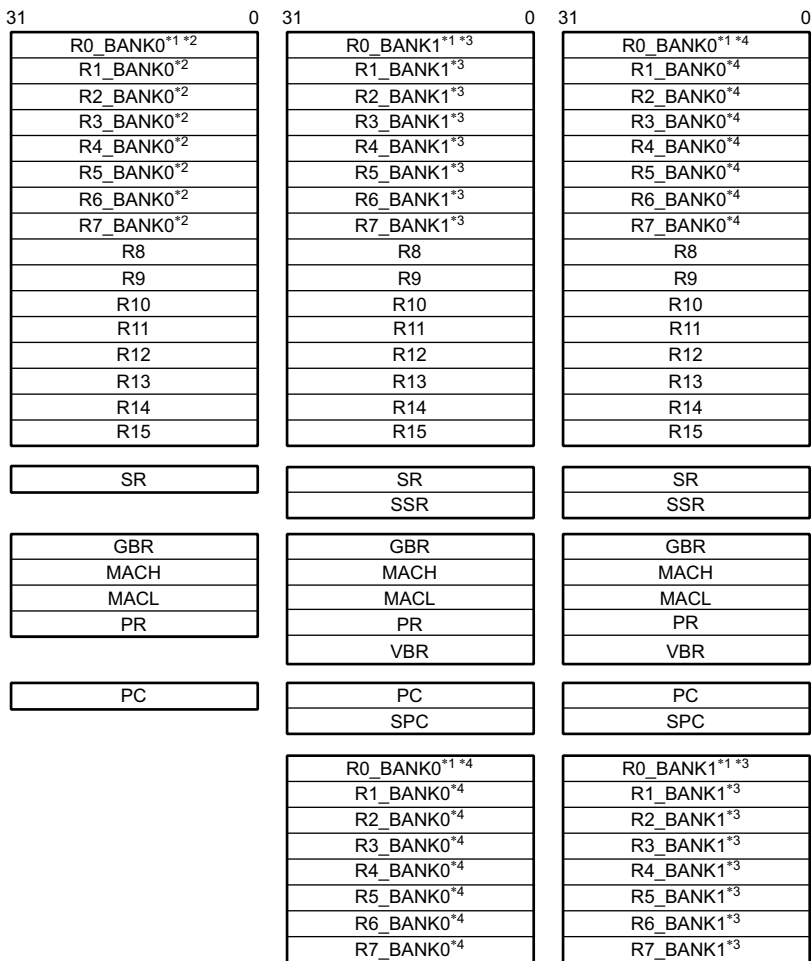 31 0 31 0 31 0
R0_BANK0*1 *2 R0_BANK1*1 *3 R0_BANK0*1 *4
R1_BANK0*2 R1_BANK1*3 R1_BANK0*4
R2_BANK0*2 R2_BANK1*3 R2_BANK0*4
R3_BANK0*2 R3_BANK1*3 R3_BANK0*4
R4_BANK0*2 R4_BANK1*3 R4_BANK0*4
R5_BANK0*2 R5_BANK1*3 R5_BANK0*4
R6_BANK0*2 R6_BANK1*3 R6_BANK0*4
R7_BANK0*2 R7_BANK1*3 R7_BANK0*4
R8 R8 R8
R9 R9 R9
R10 R10 R10
R11 R11 R11
R12 R12 R12
R13 R13 R13
R14 R14 R14
R15 R15 R15
SR SR SR
SSR SSR
GBR GBR GBR
MACH MACH MACH
MACL MACL MACL
PR PR PR
VBR VBR
PC PC PC
SPC SPC
R0_BANK0*1 *4 R0_BANK1*1 *3
R1_BANK0*4 R1_BANK1*3
R2_BANK0*4 R2_BANK1*3
R3_BANK0*4 R3_BANK1*3
R4_BANK0*4 R4_BANK1*3
R5_BANK0*4 R5_BANK1*3
R6_BANK0*4 R6_BANK1*3
R7_BANK0*4 R7_BANK1*3